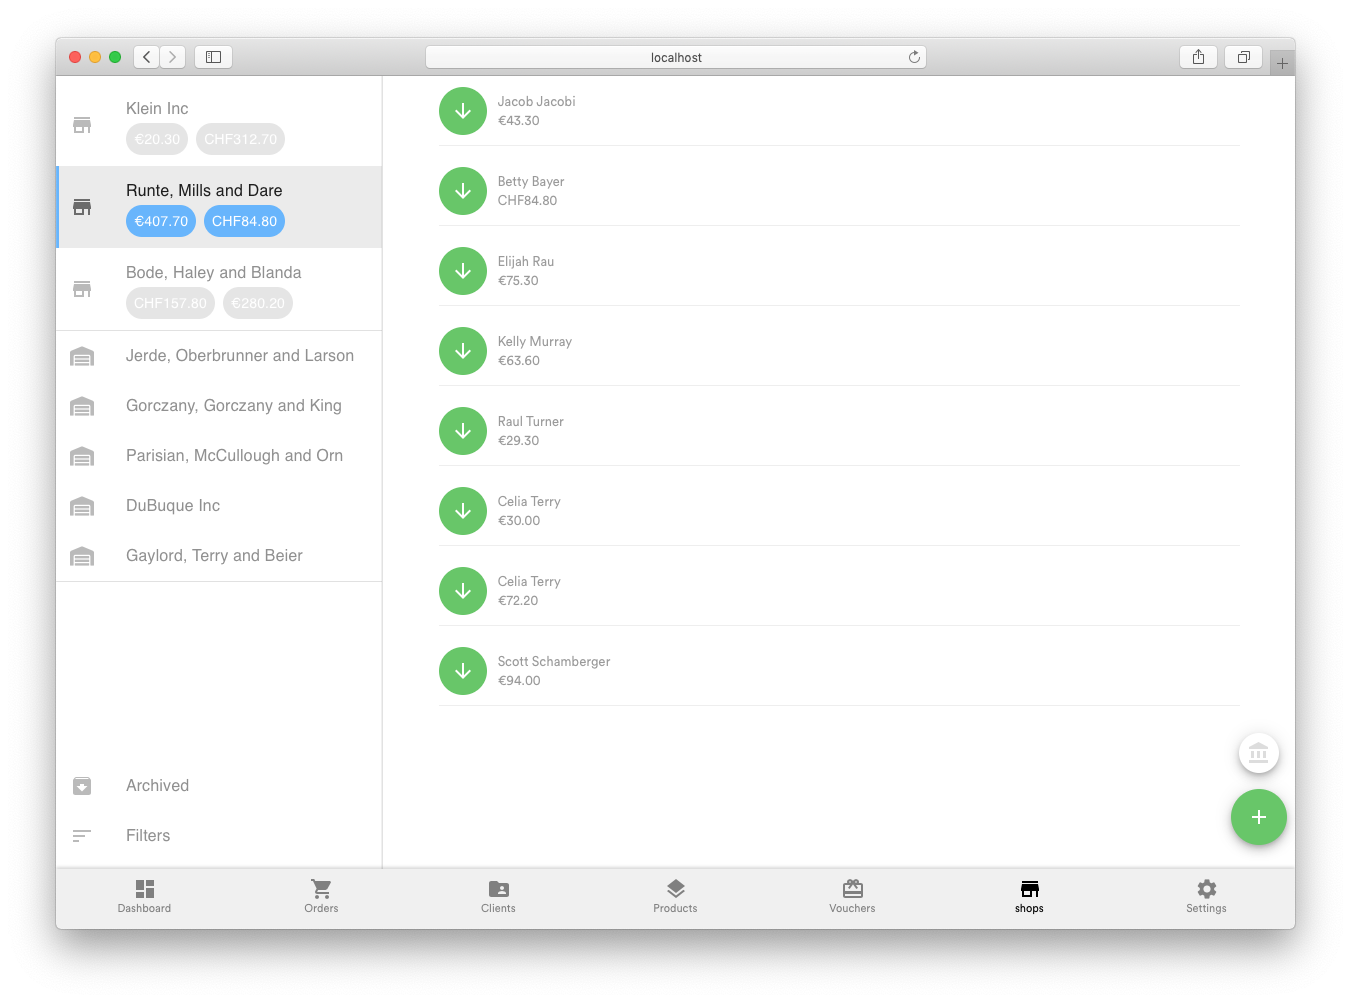 localhost
Klein Inc
€20.30 CHF312.70
Runte, Mills and Dare
€407.70 CHF84.80
Bode, Haley and Blanda
CHF157.80 €280.20
Jerde, Oberbrunner and Larson
Gorczany, Gorczany and King
Parisian, McCullough and Orn
DuBuque Inc
Gaylord, Terry and Beier
Archived
Filters
Jacob Jacobi
€43.30
Betty Bayer
CHF84.80
Elijah Rau
€75.30
Kelly Murray
€63.60
Raul Turner
€29.30
Celia Terry
€30.00
Celia Terry
€72.20
Scott Schamberger
€94.00
Dashboard Orders Clients Products Vouchers shops Settings